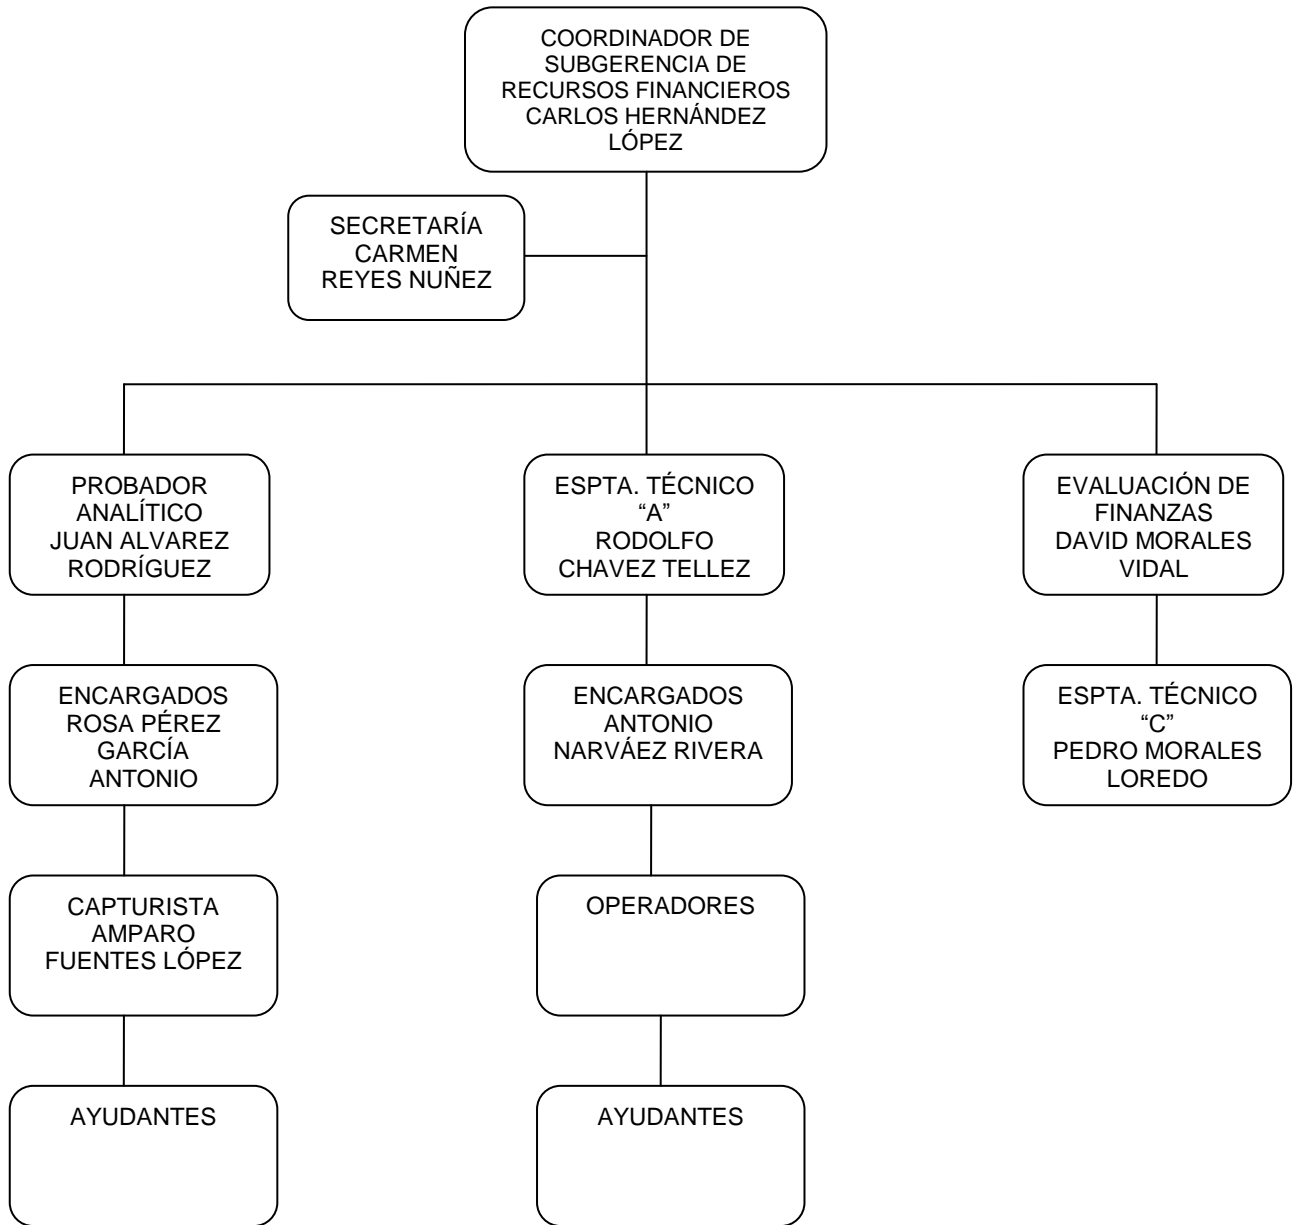 COORDINADOR DE
SUBGERENCIA DE
RECURSOS FINANCIEROS
CARLOS HERNÁNDEZ
LÓPEZ
SECRETARÍA
CARMEN
REYES NUÑEZ
PROBADOR
ANALÍTICO
JUAN ALVAREZ
RODRÍGUEZ
ESPTA. TÉCNICO
“A”
RODOLFO
CHAVEZ TELLEZ
EVALUACIÓN DE
FINANZAS
DAVID MORALES
VIDAL
ENCARGADOS
ROSA PÉREZ
GARCÍA
ANTONIO
ENCARGADOS
ANTONIO
NARVÁEZ RIVERA
ESPTA. TÉCNICO
“C”
PEDRO MORALES
LOREDO
CAPTURISTA
AMPARO
FUENTES LÓPEZ
OPERADORES
AYUDANTES
AYUDANTES